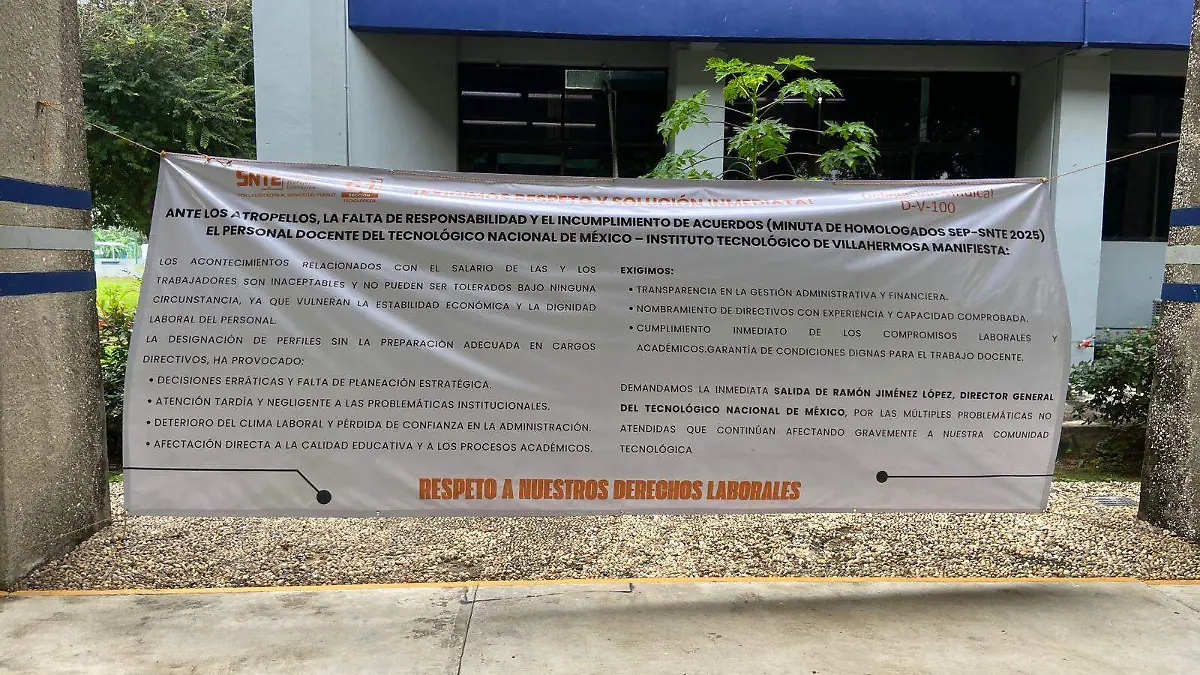 SNTE
RESPETO Y SOLUCIÓN INMEDIATA!
D-V-100
ANTE LOS ATROPELLOS, LA FALTA DE RESPONSABILIDAD Y EL INCUMPLIMIENTO DE ACUERDOS (MINUTA DE HOMOLOGADOS SEP-SNTE 2025)
EL PERSONAL DOCENTE DEL TECNOLÓGICO NACIONAL DE MÉXICO – INSTITUTO TECNOLÓGICO DE VILLAHERMOSA MANIFIESTA:
LOS ACONTECIMIENTOS RELACIONADOS CON EL SALARIO DE LAS Y LOS
TRABAJADORES SON INACEPTABLES Y NO PUEDEN SER TOLERADOS BAJO NINGUNA
CIRCUNSTANCIA, YA QUE VULNERAN LA ESTABILIDAD ECONÓMICA Y LA DIGNIDAD
LABORAL DEL PERSONAL.
LA DESIGNACIÓN DE PERFILES SIN LA PREPARACIÓN ADECUADA EN CARGOS
DIRECTIVOS, HA PROVOCADO:
• DECISIONES ERRÁTICAS Y FALTA DE PLANEACIÓN ESTRATÉGICA.
• ATENCIÓN TARDÍA Y NEGLIGENTE A LAS PROBLEMÁTICAS INSTITUCIONALES.
• DETERIORO DEL CLIMA LABORAL Y PÉRDIDA DE CONFIANZA EN LA ADMINISTRACIÓN.
• AFECTACIÓN DIRECTA A LA CALIDAD EDUCATIVA Y A LOS PROCESOS ACADÉMICOS.
EXIGIMOS:
• TRANSPARENCIA EN LA GESTIÓN ADMINISTRATIVA Y FINANCIERA.
• NOMBRAMIENTO DE DIRECTIVOS CON EXPERIENCIA Y CAPACIDAD COMPROBADA.
• CUMPLIMIENTO INMEDIATO DE LOS COMPROMISOS LABORALES Y
ACADÉMICOS.GARANTÍA DE CONDICIONES DIGNAS PARA EL TRABAJO DOCENTE.
DEMANDAMOS LA INMEDIATA SALIDA DE RAMÓN JIMÉNEZ LÓPEZ, DIRECTOR GENERAL
DEL TECNOLÓGICO NACIONAL DE MÉXICO, POR LAS MÚLTIPLES PROBLEMÁTICAS NO
ATENDIDAS QUE CONTINÚAN AFECTANDO GRAVEMENTE A NUESTRA COMUNIDAD
TECNOLÓGICA
RESPETO A NUESTROS DERECHOS LABORALES